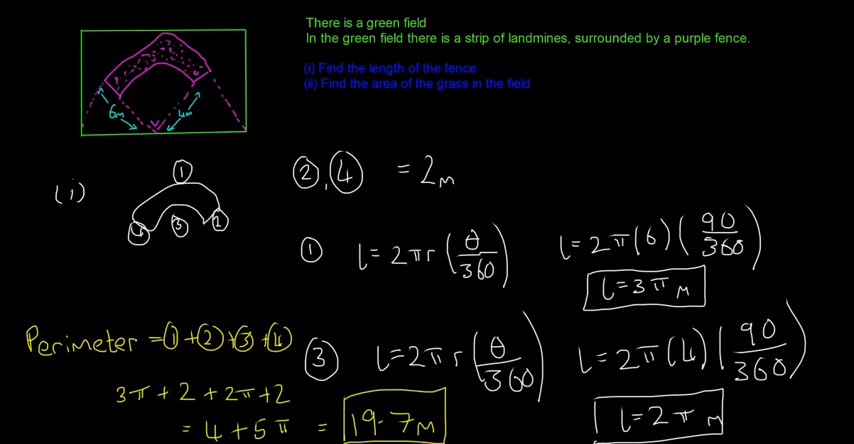 There is a green field
In the green field there is a strip of landmines, surrounded by a purple fence.
(i) Find the length of the fence
(ii) Find the area of the grass in the field
6m 4m
(i) ① ④ ③ 2
②, ④ = 2m
① l = 2πr (θ/360) l = 2π(6) (90/360)
l = 3π m
Perimeter = ① + ② + ③ + ④
③ l = 2πr (θ/360) l = 2π(4) (90/360)
3π + 2 + 2π + 2
= 4 + 5π = 19.7m
l = 2π m